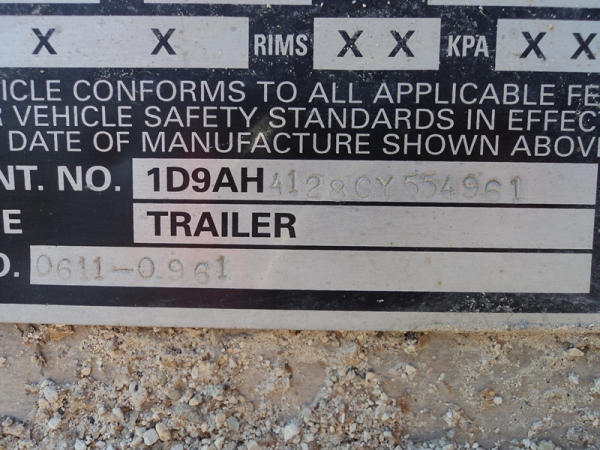 X X RIMS X X KPA X X
ICLE CONFORMS TO ALL APPLICABLE FE
R VEHICLE SAFETY STANDARDS IN EFFEC
DATE OF MANUFACTURE SHOWN ABOV
NT. NO. 1D9AH4128CY554961
E TRAILER
O. 0611-0961